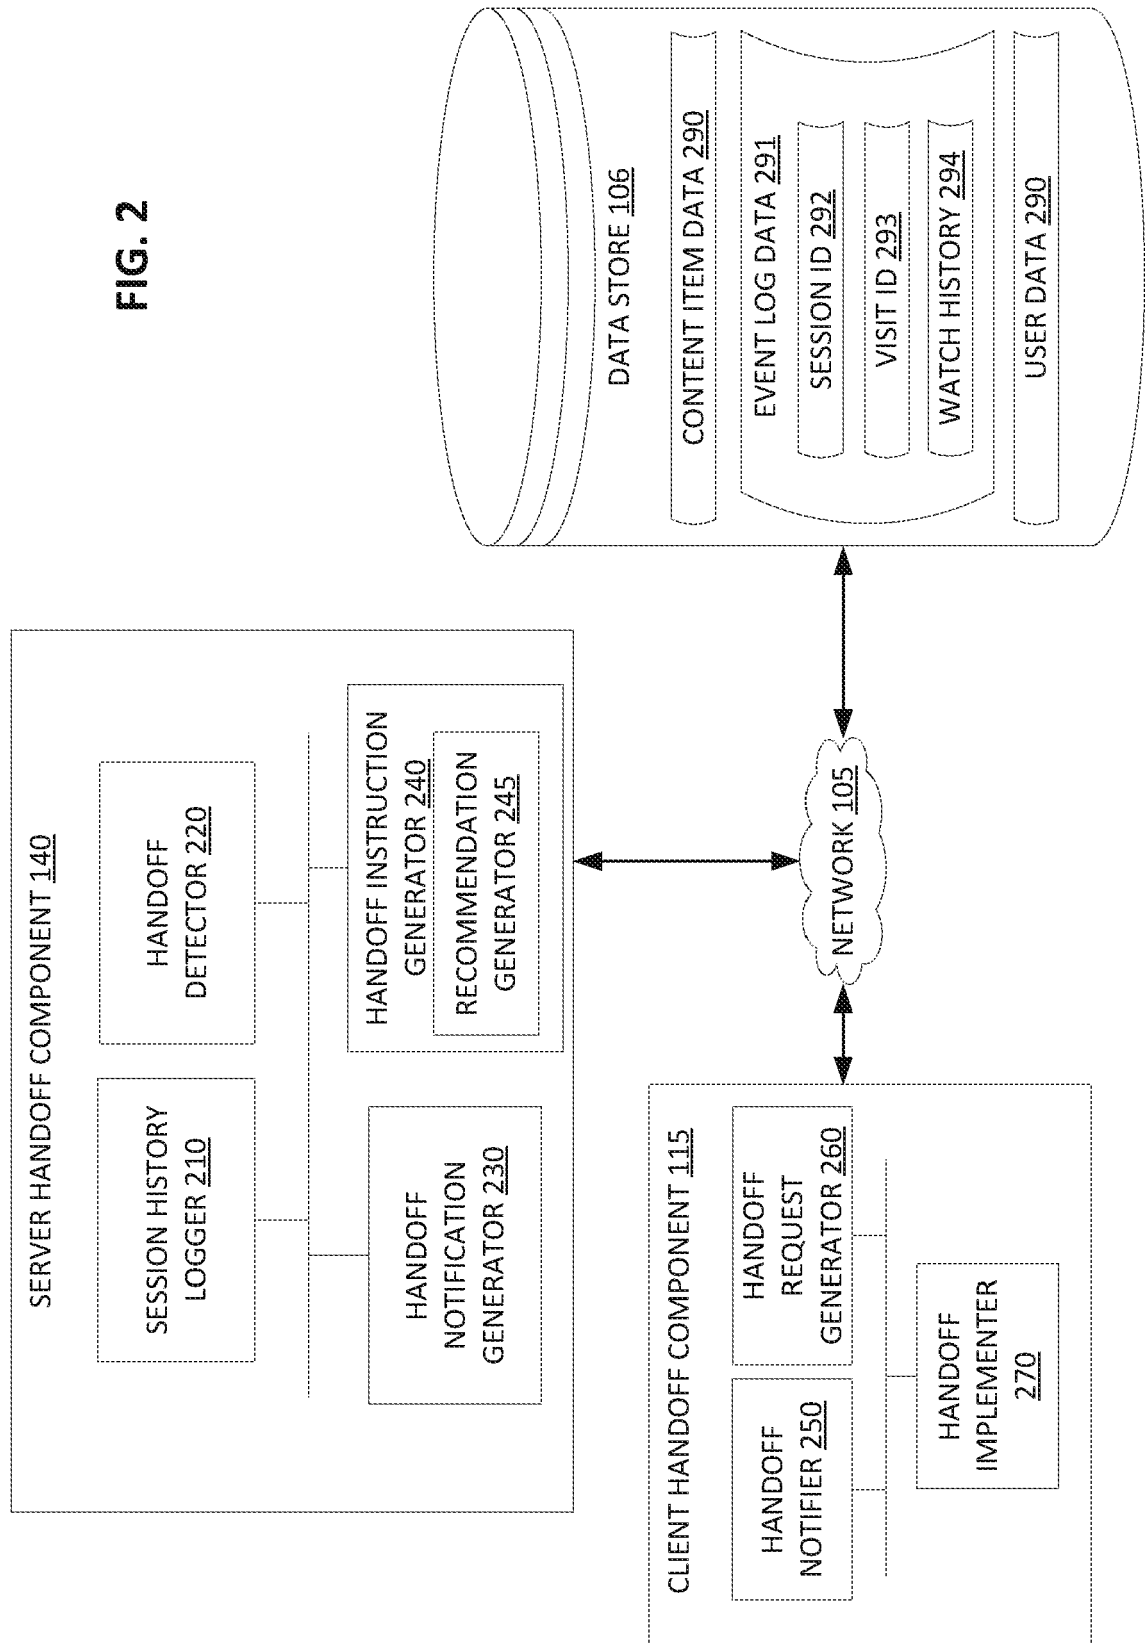 FIG. 2
SERVER HANDOFF COMPONENT 140
SESSION HISTORY
LOGGER 210
HANDOFF
DETECTOR 220
HANDOFF
NOTIFICATION
GENERATOR 230
HANDOFF INSTRUCTION
GENERATOR 240
RECOMMENDATION
GENERATOR 245
CLIENT HANDOFF COMPONENT 115
HANDOFF
NOTIFIER 250
HANDOFF
REQUEST
GENERATOR 260
HANDOFF
IMPLEMENTER
270
NETWORK 105
DATA STORE 106
CONTENT ITEM DATA 290
EVENT LOG DATA 291
SESSION ID 292
VISIT ID 293
WATCH HISTORY 294
USER DATA 290